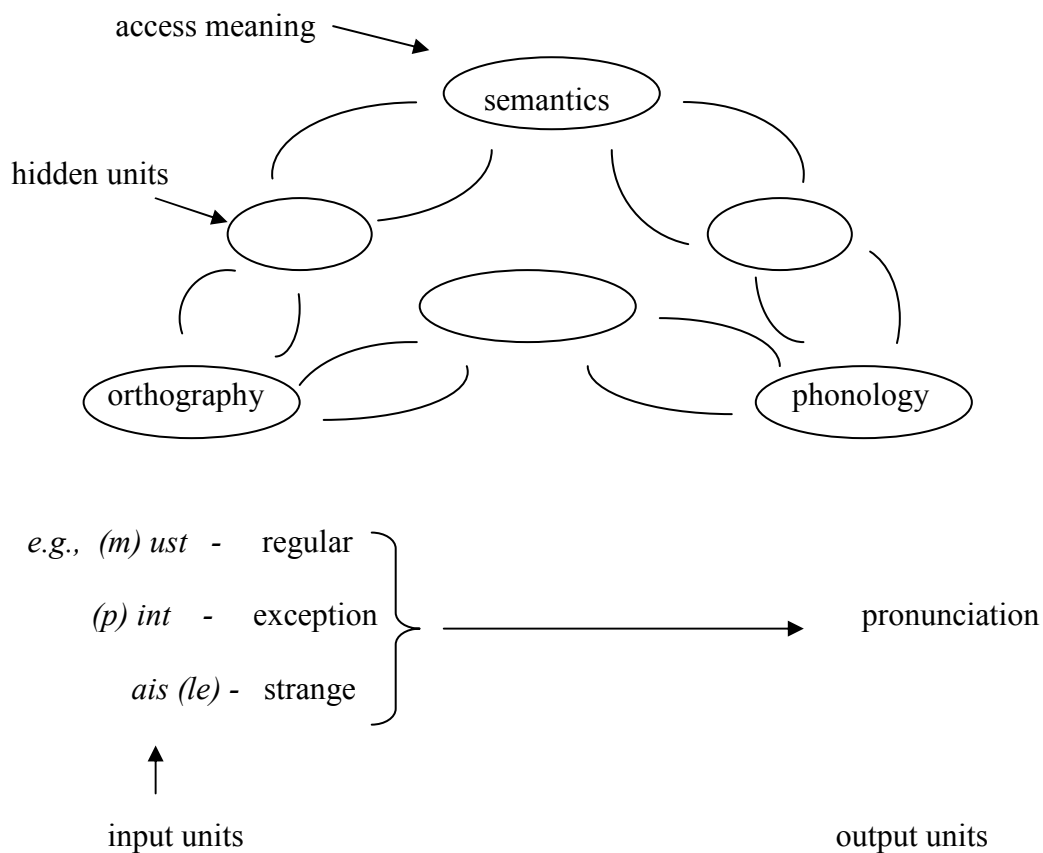 access meaning
semantics
hidden units
orthography
phonology
e.g., (m) ust - regular
(p) int - exception
pronunciation
ais (le) - strange
input units
output units